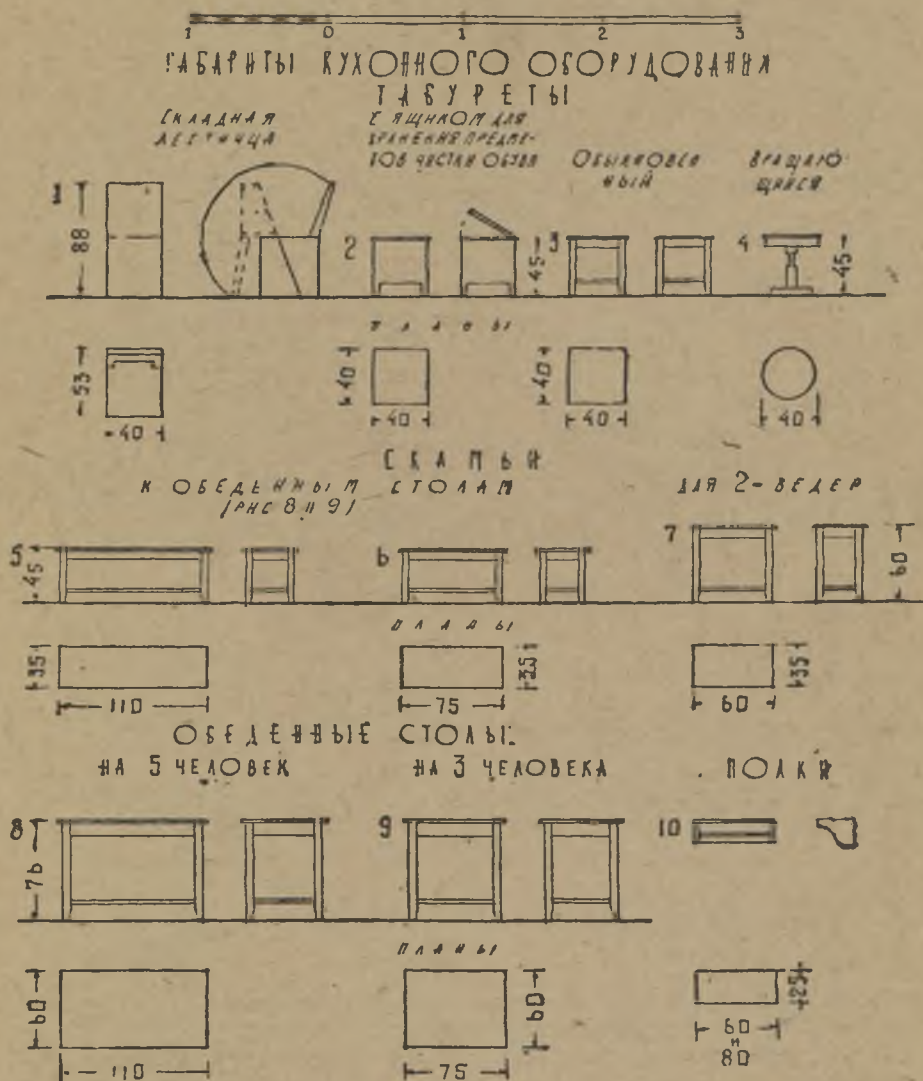 1 0 1 2 3
ГАБАРИТЫ КУХОННОГО ОБОРУДОВАНИЯ
ТАБУРЕТЫ
СКЛАДНАЯ
ЛЕСТНИЦА
С ЯЩИКОМ ДЛЯ
ХРАНЕНИЯ ПРЕДМЕ-
ТОВ ЧИСТКИ ОБУВИ
ОБЫКНОВЕН
НЫЙ
ВРАЩАЮ
ЩИЙСЯ
1 88 2 45 3 4 45
ПЛАНЫ
53 40 40 40
40 40 40 40
СКАМЬИ
К ОБЕДЕННЫМ СТОЛАМ
(РИС 8 И 9)
ДЛЯ 2-ВЕДЕР
5 45 6 7 60
ПЛАНЫ
35 110 75 35 60 35
ОБЕДЕННЫЕ СТОЛЫ:
НА 5 ЧЕЛОВЕК
НА 3 ЧЕЛОВЕКА
ПОЛКИ
8 76 9 10
ПЛАНЫ
60 60 25
110 75 60
И
80